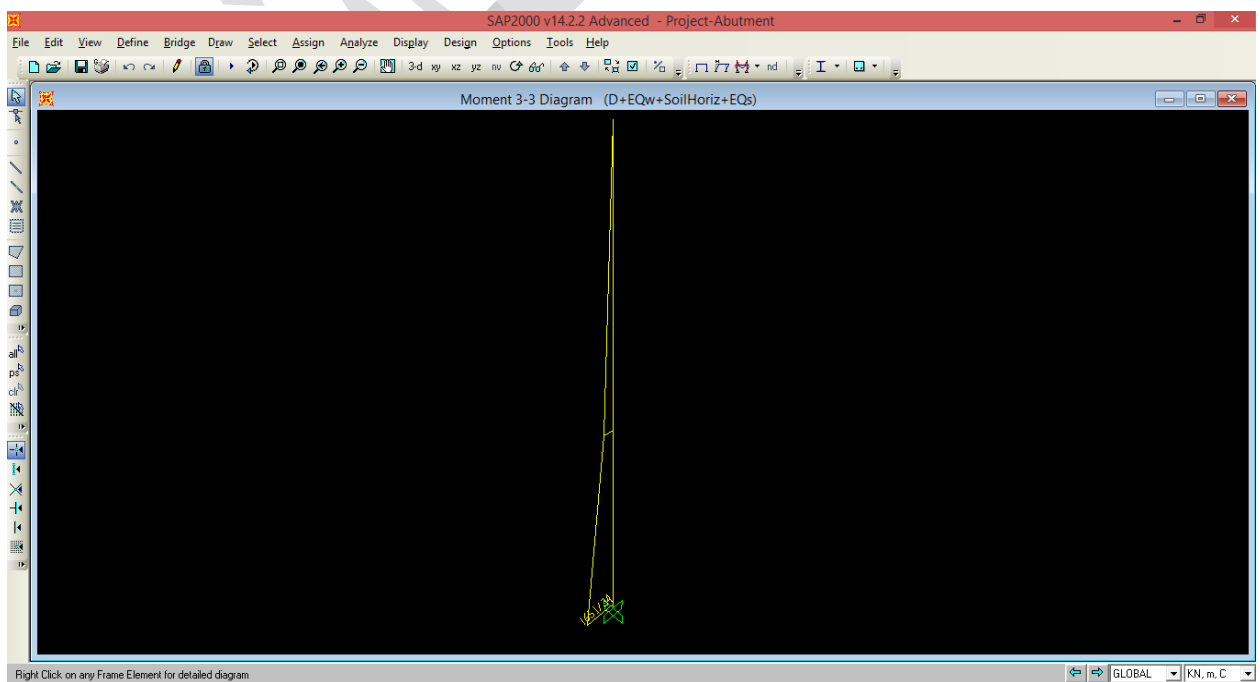 SAP2000 v14.2.2 Advanced - Project-Abutment
File Edit View Define Bridge Draw Select Assign Analyze Display Design Options Tools Help
3-d xy xz yz nv nd
Moment 3-3 Diagram (D+EQw+SoilHoriz+EQs)
all
ps
clr
Right Click on any Frame Element for detailed diagram
GLOBAL
KN, m, C